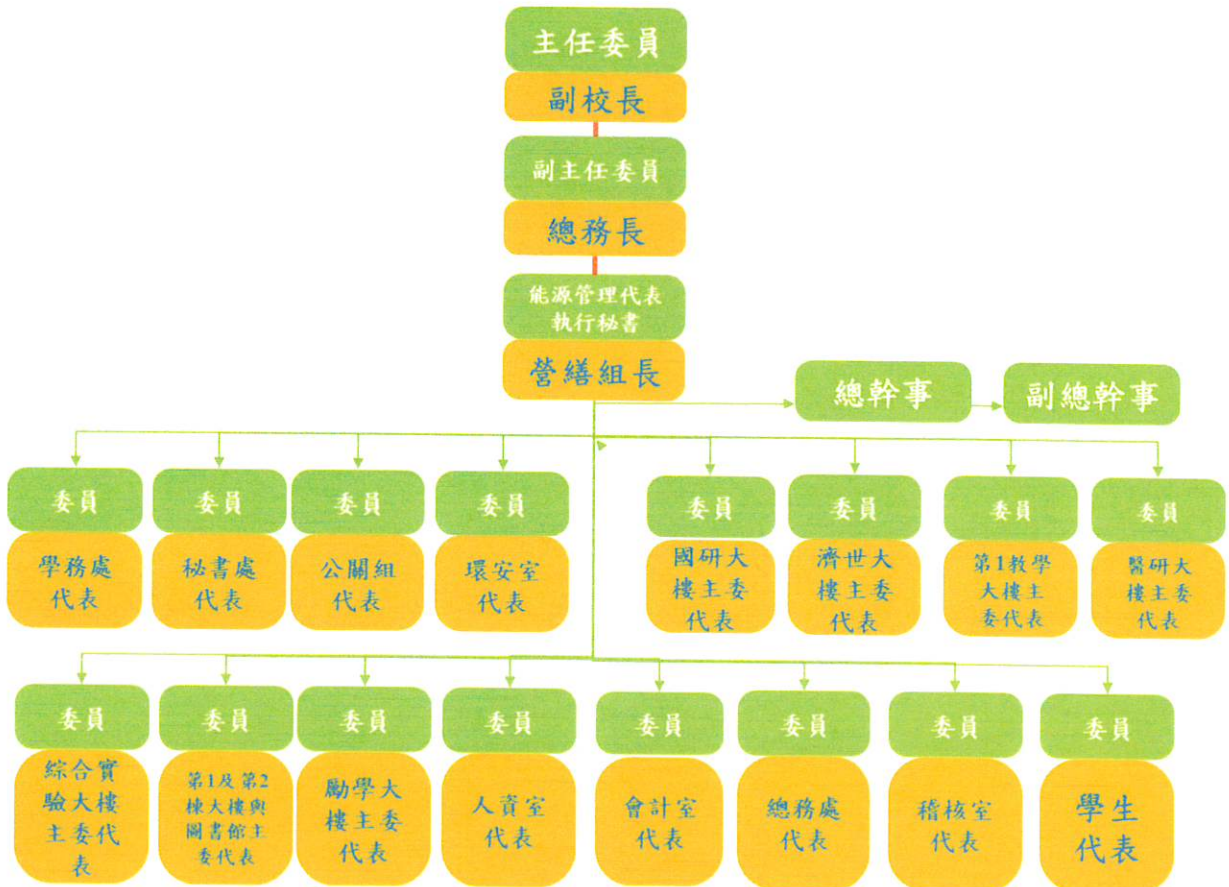 主任委員
副校長
副主任委員
總務長
能源管理代表
執行秘書
營繕組長
總幹事
副總幹事
委員
學務處
代表
委員
秘書處
代表
委員
公關組
代表
委員
環安室
代表
委員
國研大
樓主委
代表
委員
濟世大
樓主委
代表
委員
第1教學
大樓主
委代表
委員
醫研大
樓主委
代表
委員
綜合實
驗大樓
主委代
表
委員
第1及第2
棟大樓與
圖書館主
委代表
委員
勵學大
樓主委
代表
委員
人資室
代表
委員
會計室
代表
委員
總務處
代表
委員
稽核室
代表
委員
學生
代表